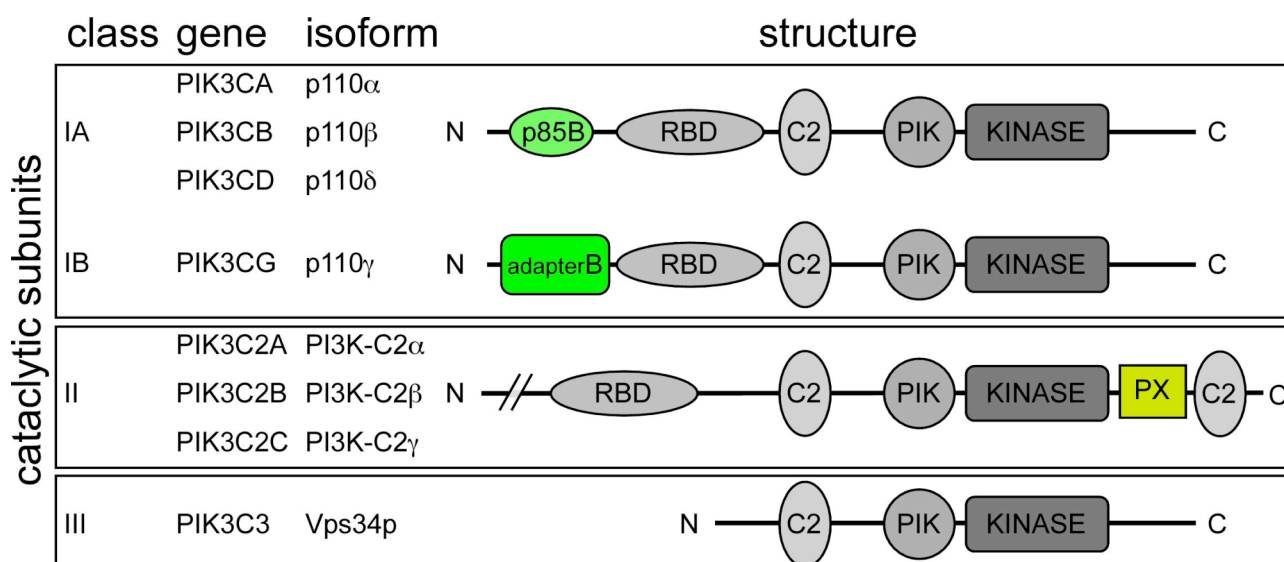 class gene isoform structure
cataclytic subunits
PIK3CA p110α
IA PIK3CB p110β N p85B RBD C2 PIK KINASE C
PIK3CD p110δ
IB PIK3CG p110γ N adapterB RBD C2 PIK KINASE C
PIK3C2A PI3K-C2α
II PIK3C2B PI3K-C2β N RBD C2 PIK KINASE PX C2 C
PIK3C2C PI3K-C2γ
III PIK3C3 Vps34p N C2 PIK KINASE C